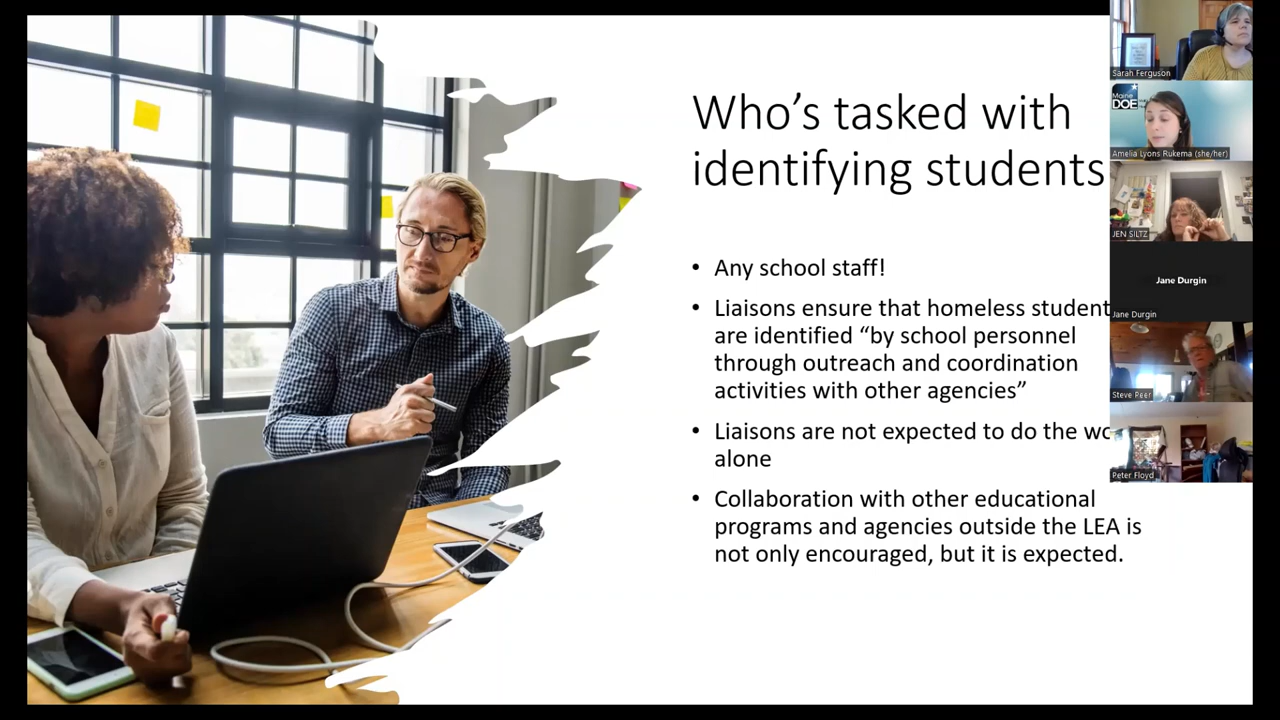 Who’s tasked with
identifying students
• Any school staff!
• Liaisons ensure that homeless student
are identified “by school personnel
through outreach and coordination
activities with other agencies”
• Liaisons are not expected to do the wo
alone
• Collaboration with other educational
programs and agencies outside the LEA is
not only encouraged, but it is expected.
Sarah Ferguson
Maine
DOE
Amelia Lyons Rukema (she/her)
JEN SILTZ
Jane Durgin
Jane Durgin
Steve Peer
Peter Floyd